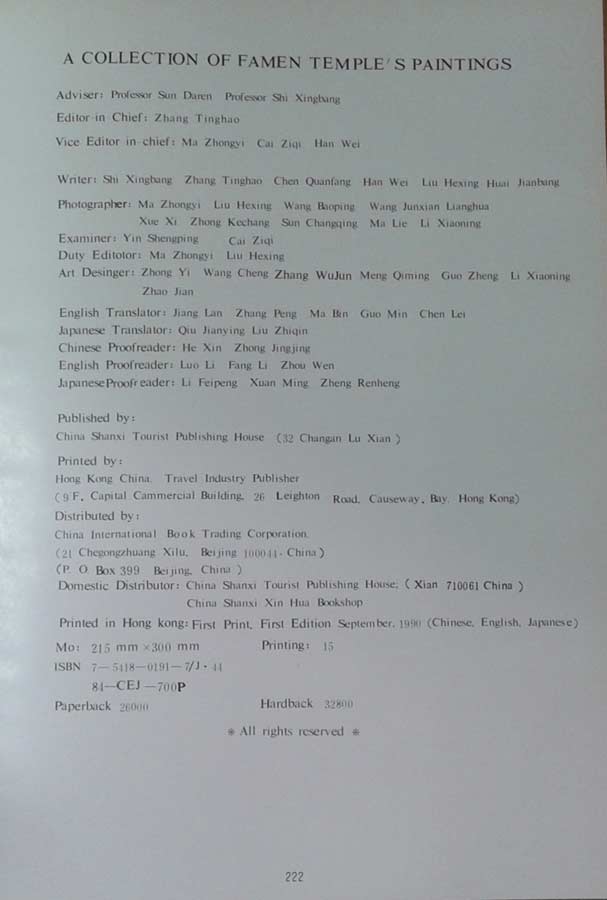 A COLLECTION OF FAMEN TEMPLE'S PAINTINGS
Adviser: Professor Sun Daren Professor Shi Xingbang
Editor-in Chief: Zhang Tinghao
Vice Editor in-chief: Ma Zhongyi Cai Ziqi Han Wei
Writer: Shi Xingbang Zhang Tinghao Chen Quanfang Han Wei Liu Hexing Huai Jianbang
Photographer: Ma Zhongyi Liu Hexing Wang Baoping Wang Junxian Lianghua
Xue Xi Zhong Kechang Sun Changqing Ma Lie Li Xiaoning
Examiner: Yin Shengping Cai Ziqi
Duty Editotor: Ma Zhongyi Liu Hexing
Art Desinger: Zhong Yi Wang Cheng Zhang WuJun Meng Qiming Guo Zheng Li Xiaoning
Zhao Jian
English Translator: Jiang Lan Zhang Peng Ma Bin Guo Min Chen Lei
Japanese Translator: Qiu Jianying Liu Zhiqin
Chinese Proofreader: He Xin Zhong Jingjing
English Proofreader: Luo Li Fang Li Zhou Wen
JapaneseProofreader: Li Feipeng Xuan Ming Zheng Renheng
Published by:
China Shanxi Tourist Publishing House (32 Changan Lu Xian )
Printed by:
Hong Kong China. Travel Industry Publisher
(9 F, Capital Cammercial Building, 26 Leighton Road, Causeway, Bay. Hong Kong)
Distributed by:
China International Book Trading Corporation.
(21 Chegongzhuang Xilu, Beijing 100044. China)
(P. O. Box 399 Beijing, China )
Domestic Distributor: China Shanxi Tourist Publishing House; ( Xian 710061 China )
China Shanxi Xin Hua Bookshop
Printed in Hong kong: First Print, First Edition September, 1990 (Chinese, English, Japanese)
Mo: 215 mm ×300 mm Printing: 15
ISBN 7—5418—0191—7/J · 44
84—CEJ—700P
Paperback 26000 Hardback 32800
※ All rights reserved ※
222